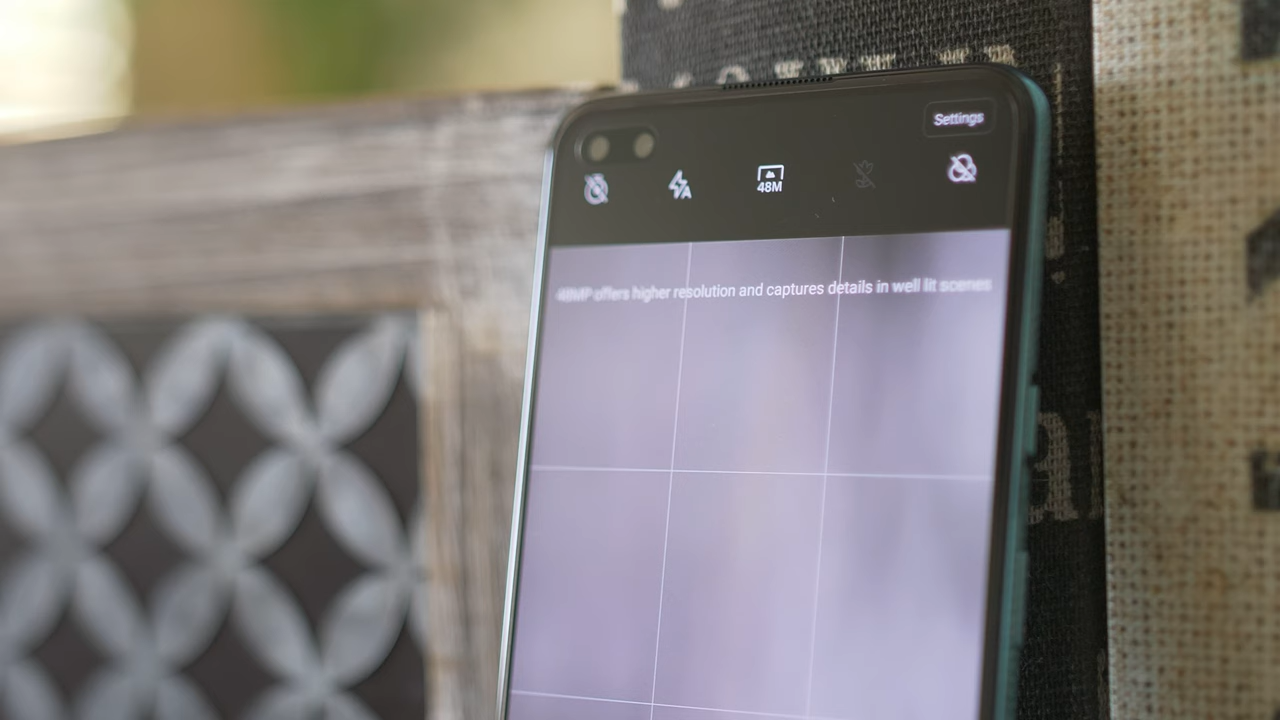 Settings
A
48M
48MP offers higher resolution and captures details in well lit scenes